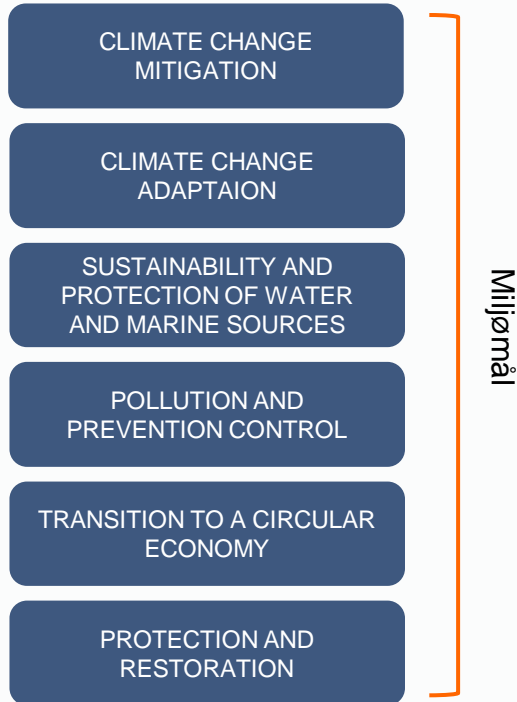 CLIMATE CHANGE
MITIGATION
CLIMATE CHANGE
ADAPTAION
SUSTAINABILITY AND
PROTECTION OF WATER
AND MARINE SOURCES
POLLUTION AND
PREVENTION CONTROL
TRANSITION TO A CIRCULAR
ECONOMY
PROTECTION AND
RESTORATION
Miljømål